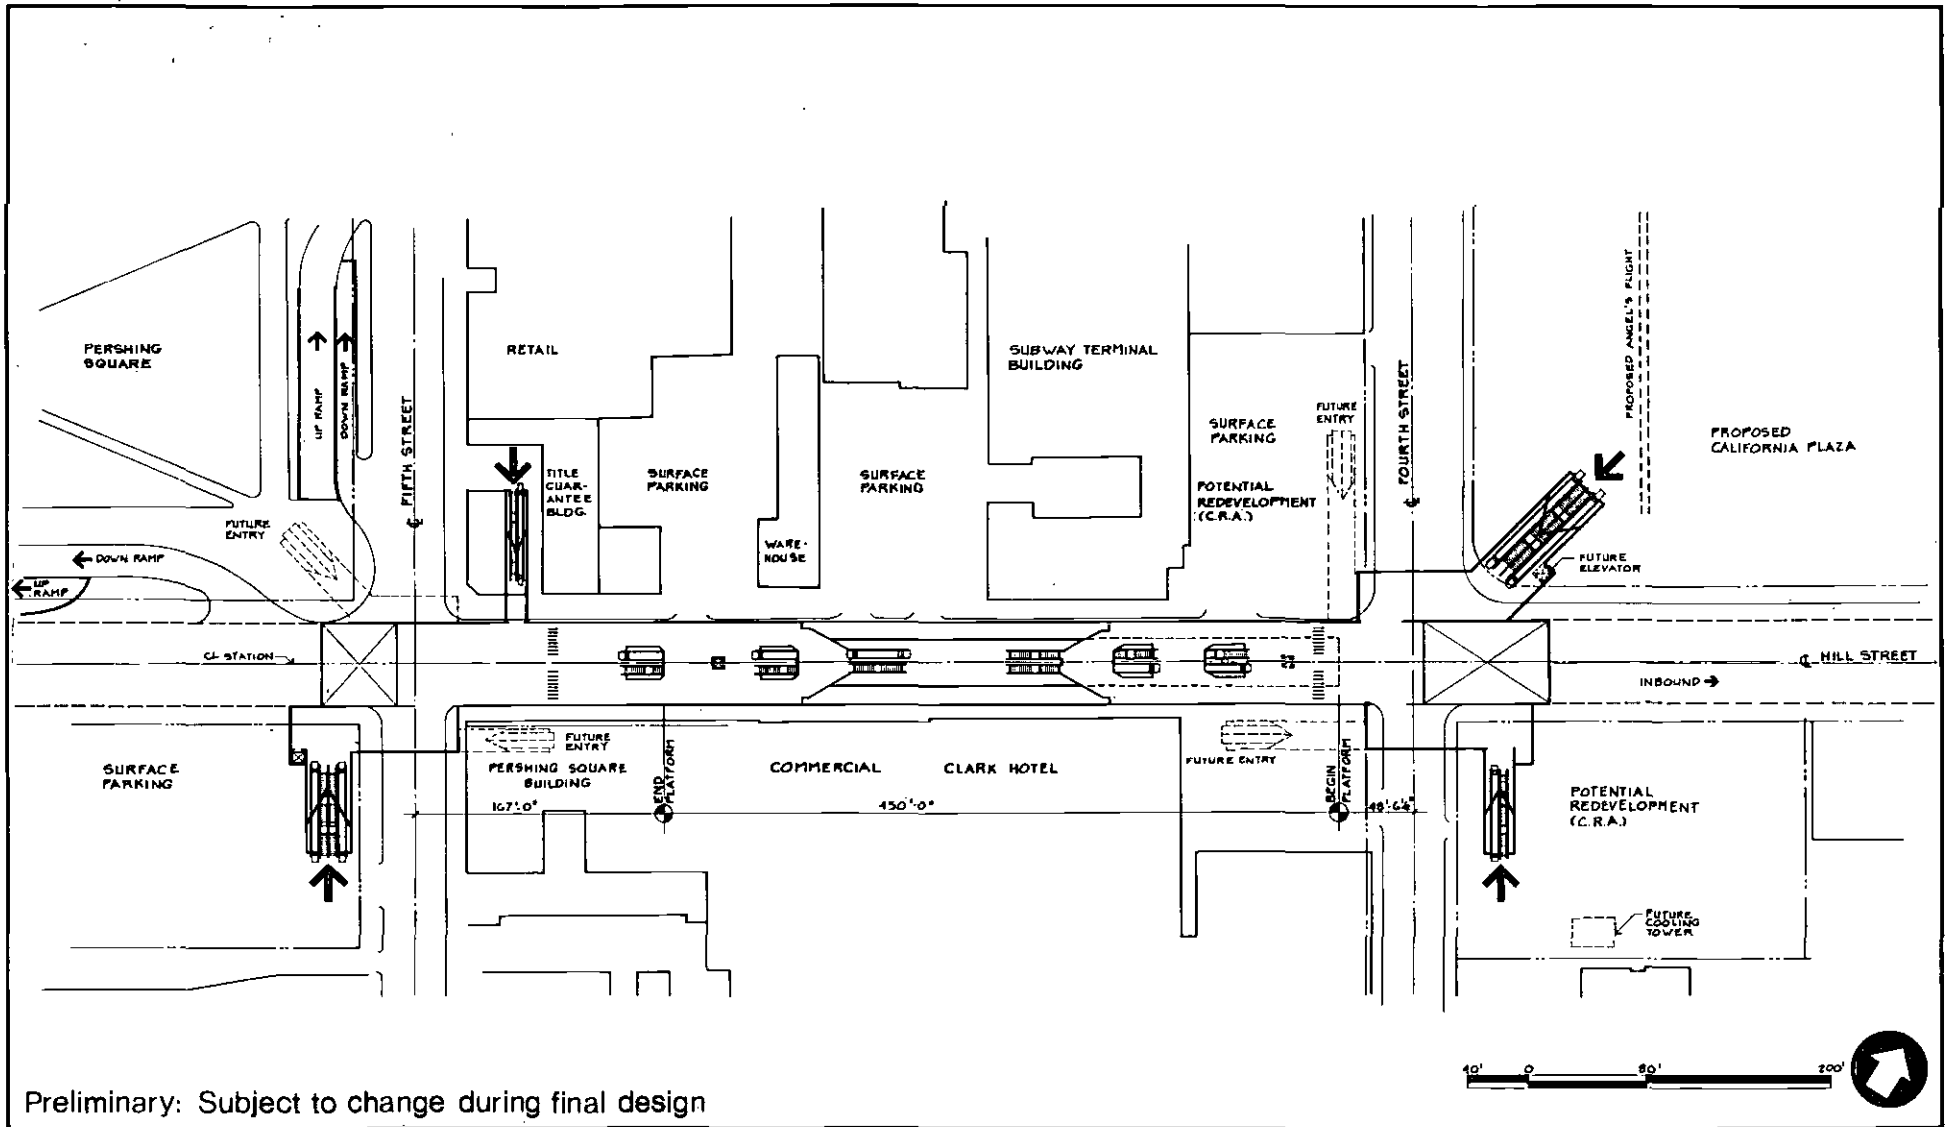 PERSHING
SQUARE
UP RAMP
DOWN RAMP
FIFTH STREET
RETAIL
SUBWAY TERMINAL
BUILDING
FOURTH STREET
PROPOSED ANGEL'S FLIGHT
PROPOSED
CALIFORNIA PLAZA
FUTURE
ENTRY
SURFACE
PARKING
TITLE
GUAR-
ANTEE
BLDG.
SURFACE
PARKING
SURFACE
PARKING
POTENTIAL
REDEVELOPMENT
(C.R.A.)
FUTURE
ENTRY
WARE-
HOUSE
FUTURE
ELEVATOR
DOWN RAMP
UP
RAMP
CL STATION
HILL STREET
INBOUND
SURFACE
PARKING
FUTURE
ENTRY
PERSHING SQUARE
BUILDING
END
PLATFORM
COMMERCIAL
CLARK HOTEL
FUTURE ENTRY
BEGIN
PLATFORM
167'-0"
450'-0"
POTENTIAL
REDEVELOPMENT
(C.R.A.)
FUTURE
COOLING
TOWER
40' 0 80' 200'
Preliminary: Subject to change during final design